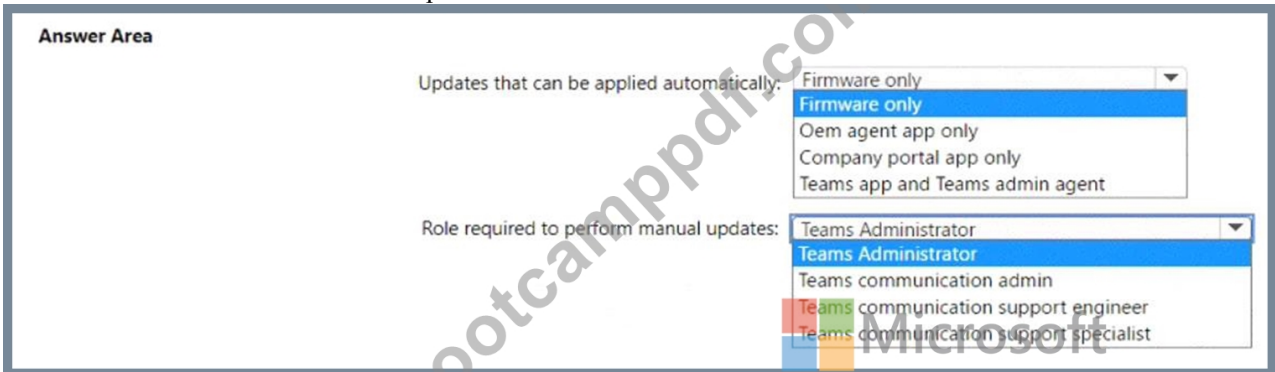 Answer Area
Updates that can be applied automatically: Firmware only
Firmware only
Oem agent app only
Company portal app only
Teams app and Teams admin agent
Role required to perform manual updates: Teams Administrator
Teams Administrator
Teams communication admin
Teams communication support engineer
Teams communication support specialist
Microsoft
ootcamppdf.co